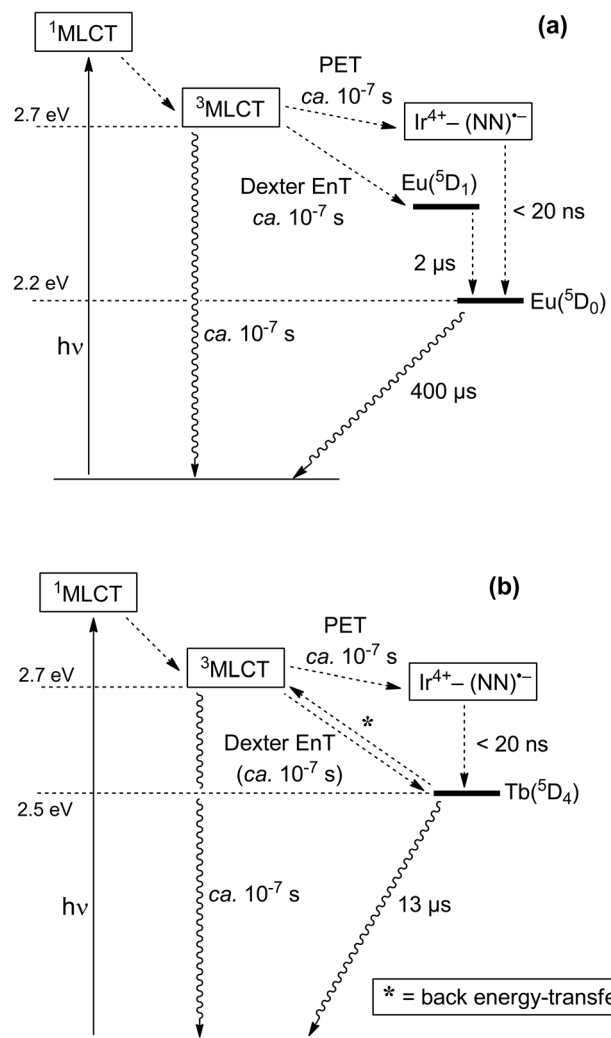 (a)
¹MLCT
PET
ca. 10⁻⁷ s
³MLCT
2.7 eV
Ir⁴⁺– (NN)•⁻
Dexter EnT
ca. 10⁻⁷ s
Eu(⁵D₁)
< 20 ns
2 µs
2.2 eV
Eu(⁵D₀)
hν
ca. 10⁻⁷ s
400 µs
(b)
¹MLCT
PET
ca. 10⁻⁷ s
³MLCT
2.7 eV
Ir⁴⁺– (NN)•⁻
*
Dexter EnT
(ca. 10⁻⁷ s)
< 20 ns
2.5 eV
Tb(⁵D₄)
hν
ca. 10⁻⁷ s
13 µs
* = back energy-transfe